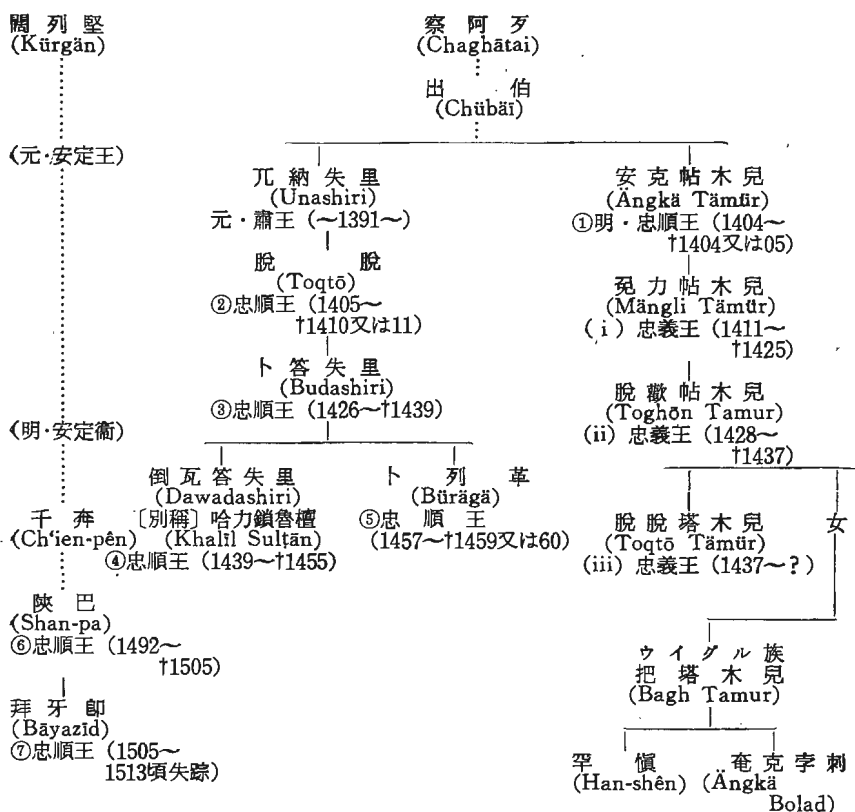 闊列堅
(Kürgän)
察阿歹
(Chaghātai)
出伯
(Chübäī)
(元・安定王)
兀納失里
(Unashiri)
元・肅王 (~1391~)
安克帖木兒
(Ängkä Tämür)
①明・忠順王 (1404~
†1404又は05)
脫脫
(Toqtō)
②忠順王 (1405~
†1410又は11)
免力帖木兒
(Mängli Tämür)
(i) 忠義王 (1411~
†1425)
卜答失里
(Budashiri)
③忠順王 (1426~†1439)
脫歡帖木兒
(Toghōn Tamur)
(ii) 忠義王 (1428~
†1437)
(明・安定衞)
倒瓦答失里
(Dawadashiri)
〔別稱〕哈力鎖魯檀
(Khalīl Sulṭān)
④忠順王 (1439~†1455)
卜列革
(Bürägä)
⑤忠順王
(1457~†1459又は60)
脫脫塔木兒
(Toqtō Tämür)
(iii) 忠義王 (1437~?)
女
千奔
(Ch'ien-pên)
陝巴
(Shan-pa)
⑥忠順王 (1492~
†1505)
ウイグル族
把塔木兒
(Bagh Tamur)
拜牙卽
(Bāyazīd)
⑦忠順王 (1505~
1513頃失踪)
罕愼
(Han-shên)
奄克孛剌
(Ängkä
Bolad)